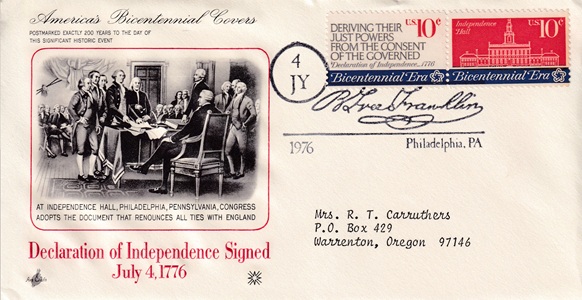 America's Bicentennial Covers
POSTMARKED EXACTLY 200 YEARS TO THE DAY OF
THIS SIGNIFICANT HISTORIC EVENT
DERIVING THEIR
JUST POWERS
FROM THE CONSENT
OF THE GOVERNED
Declaration of Independence, 1776
U.S. 10c
Bicentennial Era
Independence
Hall
U.S. 10c
Bicentennial Era
4
JY
B Free Franklin
1976
Philadelphia, PA
AT INDEPENDENCE HALL, PHILADELPHIA, PENNSYLVANIA, CONGRESS
ADOPTS THE DOCUMENT THAT RENOUNCES ALL TIES WITH ENGLAND
Declaration of Independence Signed
July 4, 1776
Mrs. R. T. Carruthers
P.O. Box 429
Warrenton, Oregon 97146